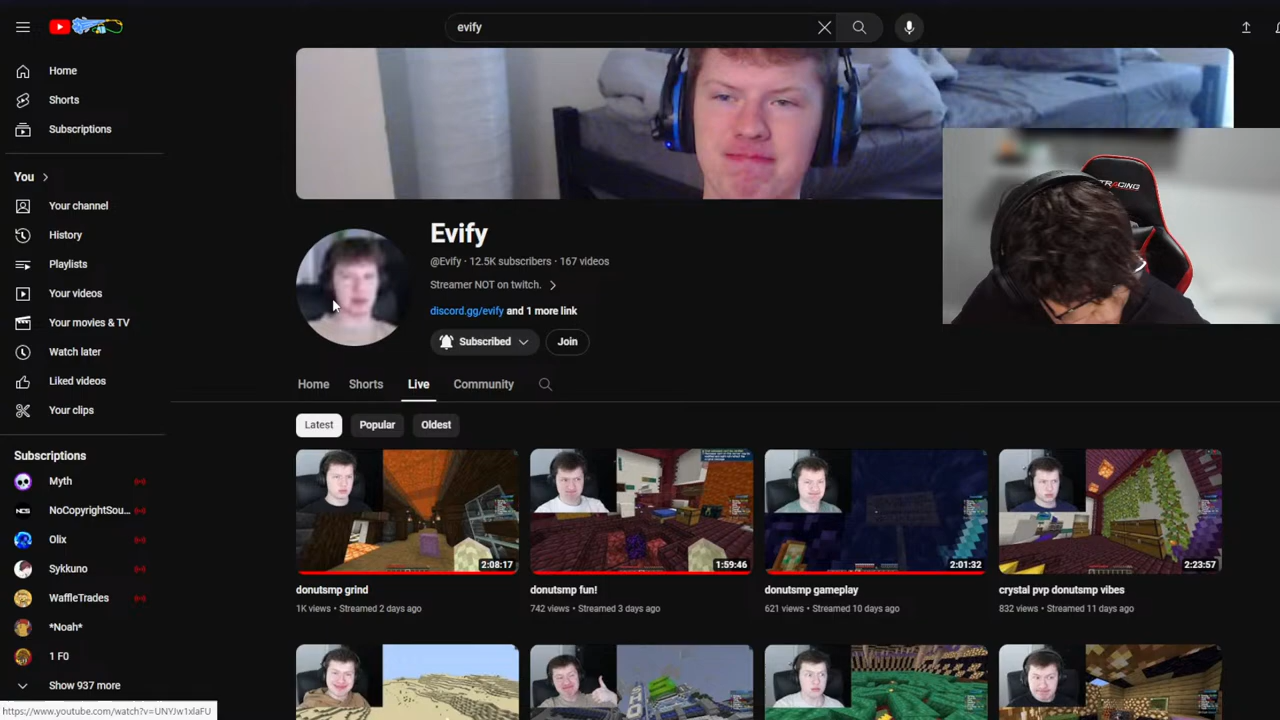 evify
Home
Shorts
Subscriptions
You
Your channel
History
Playlists
Your videos
Your movies & TV
Watch later
Liked videos
Your clips
Subscriptions
Myth
NoCopyrightSou...
Olix
Sykkuno
WaffleTrades
*Noah*
1 F0
Show 937 more
https://www.youtube.com/watch?v=UNYJw1xlaFU
Evify
@Evify · 12.5K subscribers · 167 videos
Streamer NOT on twitch.
discord.gg/evify and 1 more link
Subscribed
Join
Home Shorts Live Community
Latest Popular Oldest
2:08:17
donutsmp grind
1K views · Streamed 2 days ago
1:59:46
donutsmp fun!
742 views · Streamed 3 days ago
2:01:32
donutsmp gameplay
621 views · Streamed 10 days ago
2:23:57
crystal pvp donutsmp vibes
832 views · Streamed 11 days ago
RACING